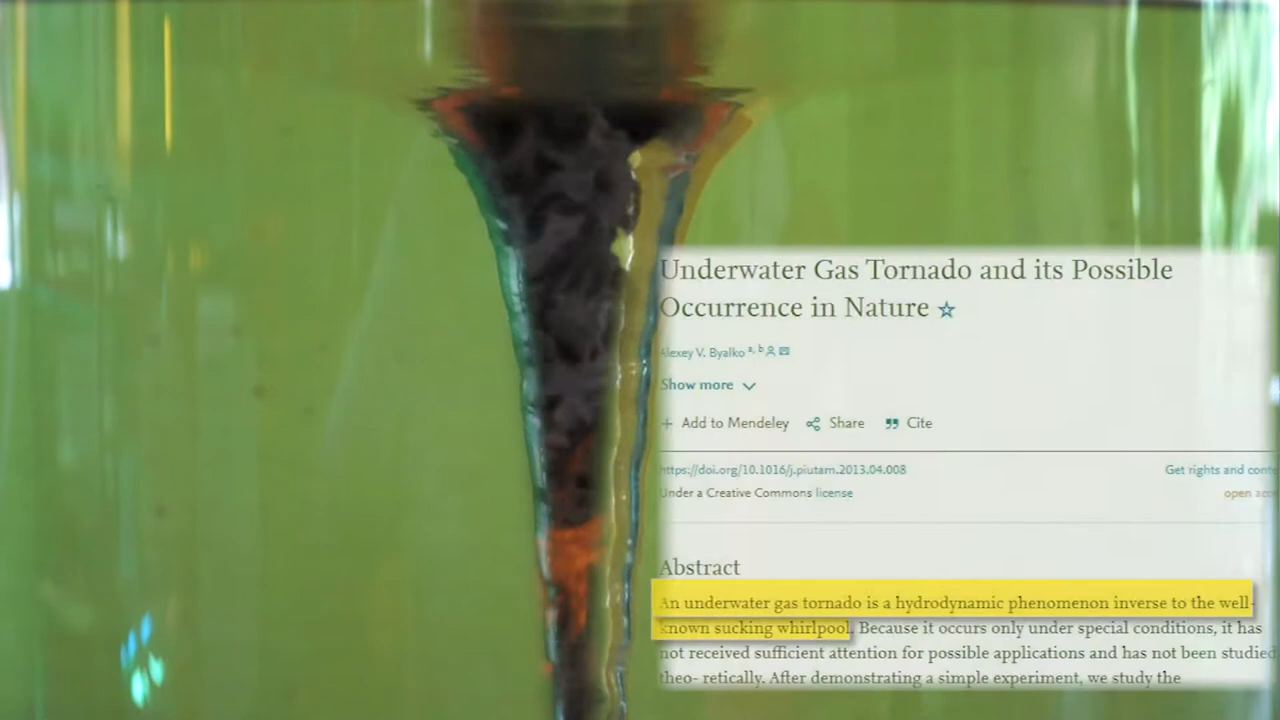 Underwater Gas Tornado and its Possible
Occurrence in Nature
Alexey V. Byalko a, b
Show more
Add to Mendeley Share Cite
https://doi.org/10.1016/j.piutam.2013.04.008 Get rights and conte
Under a Creative Commons license open acc
Abstract
An underwater gas tornado is a hydrodynamic phenomenon inverse to the well-
known sucking whirlpool. Because it occurs only under special conditions, it has
not received sufficient attention for possible applications and has not been studied
theo- retically. After demonstrating a simple experiment, we study the